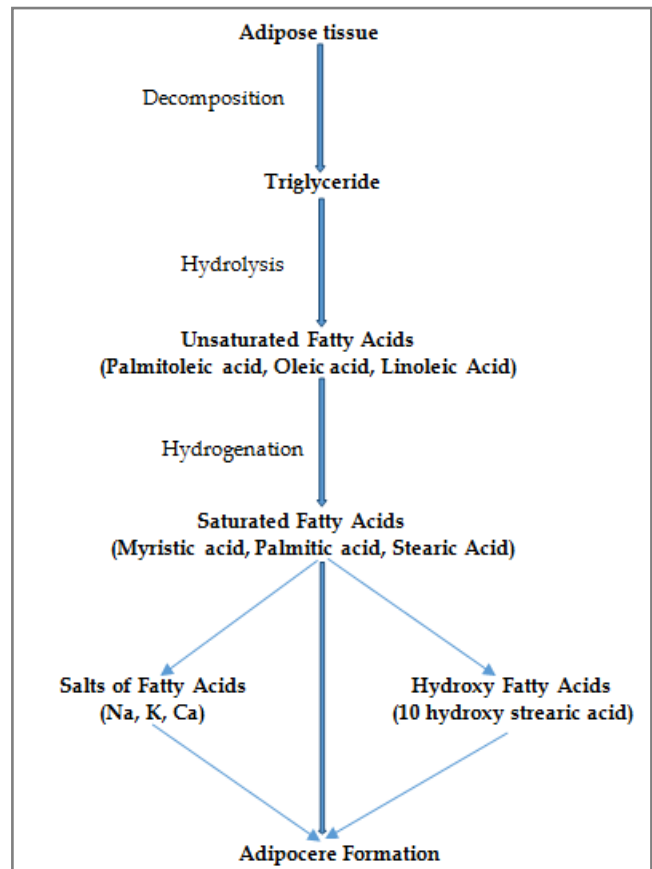 Adipose tissue
Decomposition
Triglyceride
Hydrolysis
Unsaturated Fatty Acids
(Palmitoleic acid, Oleic acid, Linoleic Acid)
Hydrogenation
Saturated Fatty Acids
(Myristic acid, Palmitic acid, Stearic Acid)
Salts of Fatty Acids
(Na, K, Ca)
Hydroxy Fatty Acids
(10 hydroxy strearic acid)
Adipocere Formation